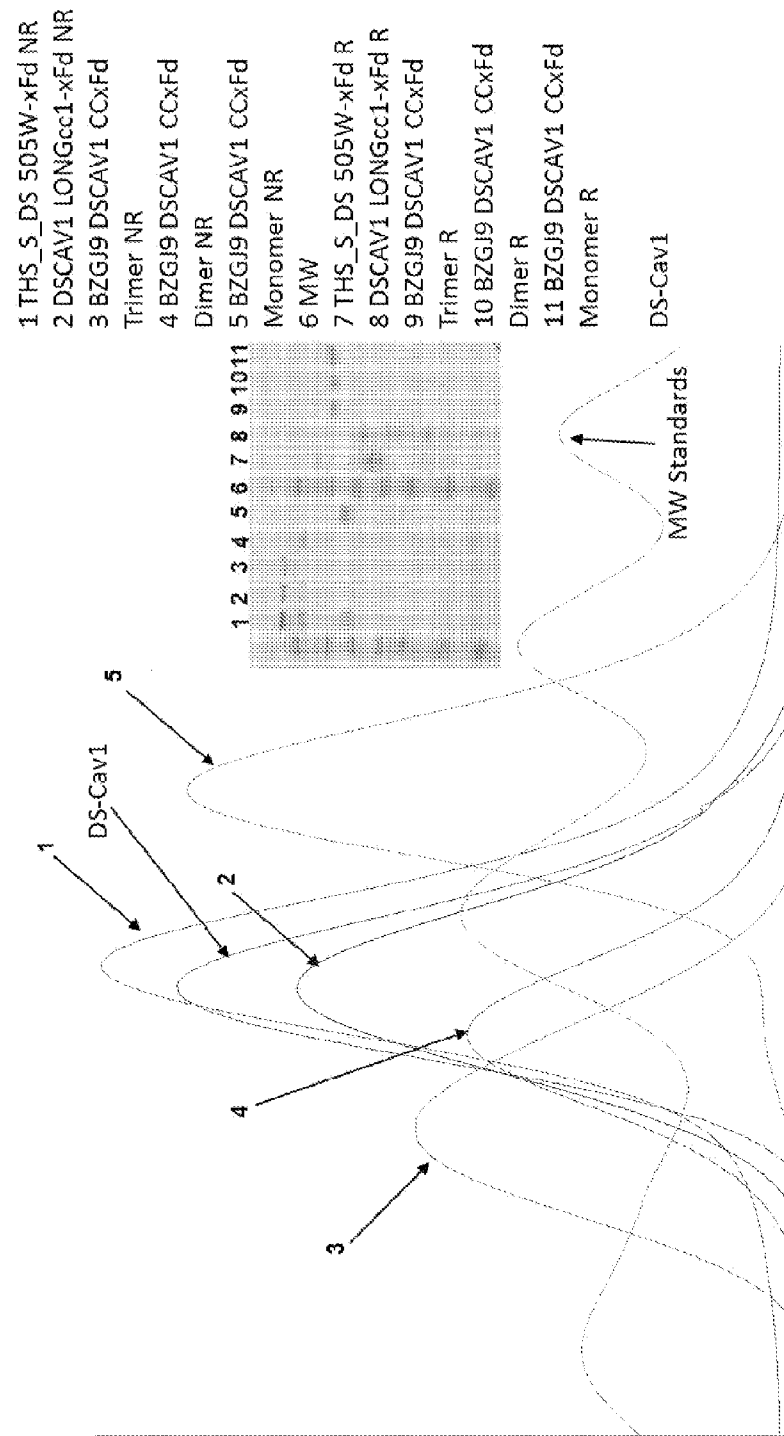 1 THS_S_DS 505W-xFd NR
2 DSCAV1 LONGcc1-xFd NR
3 BZGJ9 DSCAV1 CCxFd
Trimer NR
4 BZGJ9 DSCAV1 CCxFd
Dimer NR
5 BZGJ9 DSCAV1 CCxFd
Monomer NR
6 MW
7 THS_S_DS 505W-xFd R
8 DSCAV1 LONGcc1-xFd R
9 BZGJ9 DSCAV1 CCxFd
Trimer R
10 BZGJ9 DSCAV1 CCxFd
Dimer R
11 BZGJ9 DSCAV1 CCxFd
Monomer R
DS-Cav1
1 2 3 4 5 6 7 8 9 10 11
MW Standards
5
DS-Cav1
1
2
4
3